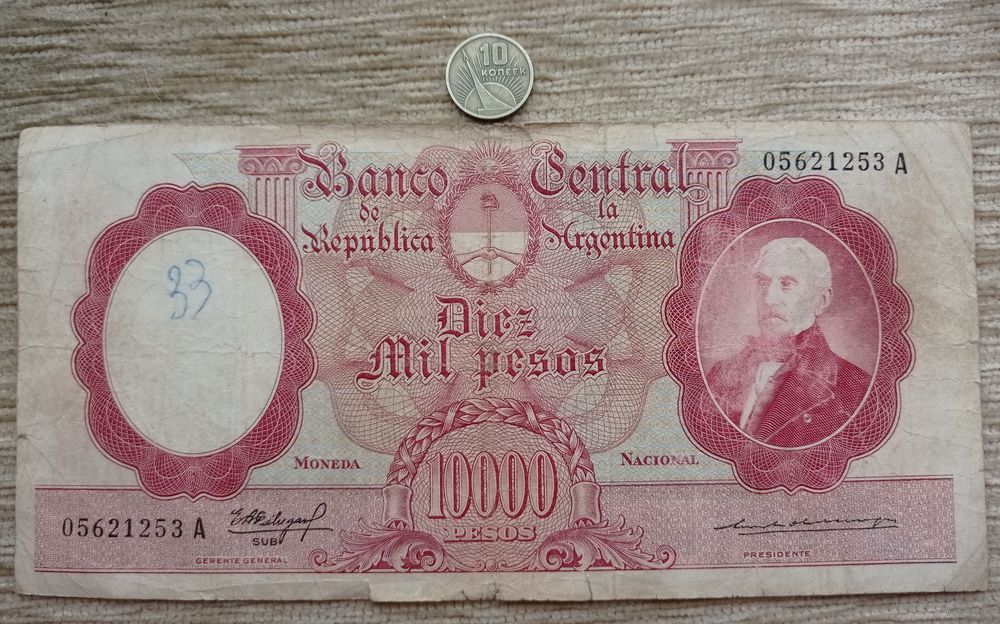 10
КОПЕЕК
Banco Central
de la
República Argentina
05621253 A
33
Diez
Mil pesos
MONEDA NACIONAL
10000
PESOS
05621253 A
SUB
GERENTE GENERAL
PRESIDENTE